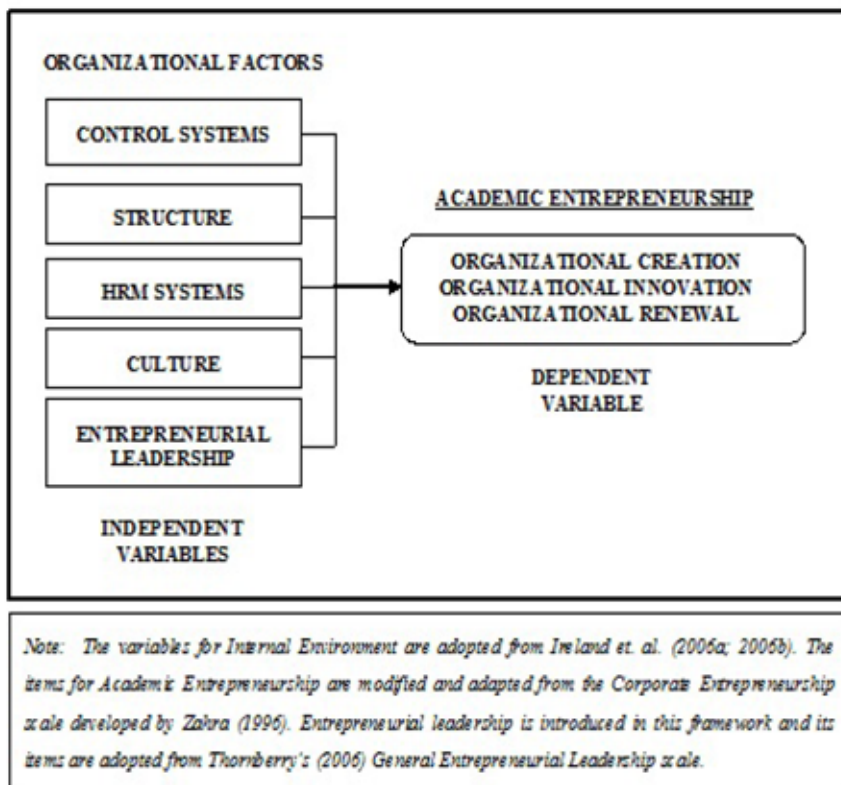 ORGANIZATIONAL FACTORS
CONTROL SYSTEMS
STRUCTURE
HRM SYSTEMS
CULTURE
ENTREPRENEURIAL
LEADERSHIP
INDEPENDENT
VARIABLES
ACADEMIC ENTREPRENEURSHIP
ORGANIZATIONAL CREATION
ORGANIZATIONAL INNOVATION
ORGANIZATIONAL RENEWAL
DEPENDENT
VARIABLE
Note: The variables for Internal Environment are adopted from Ireland et. al. (2006a; 2006b). The
items for Academic Entrepreneurship are modified and adapted from the Corporate Entrepreneurship
scale developed by Zahra (1996). Entrepreneurial leadership is introduced in this framework and its
items are adopted from Thornberry's (2006) General Entrepreneurial Leadership scale.